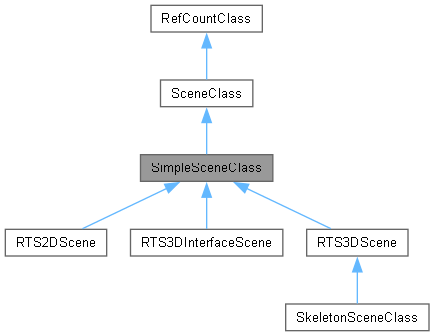 RefCountClass
SceneClass
SimpleSceneClass
RTS2DScene
RTS3DInterfaceScene
RTS3DScene
SkeletonSceneClass